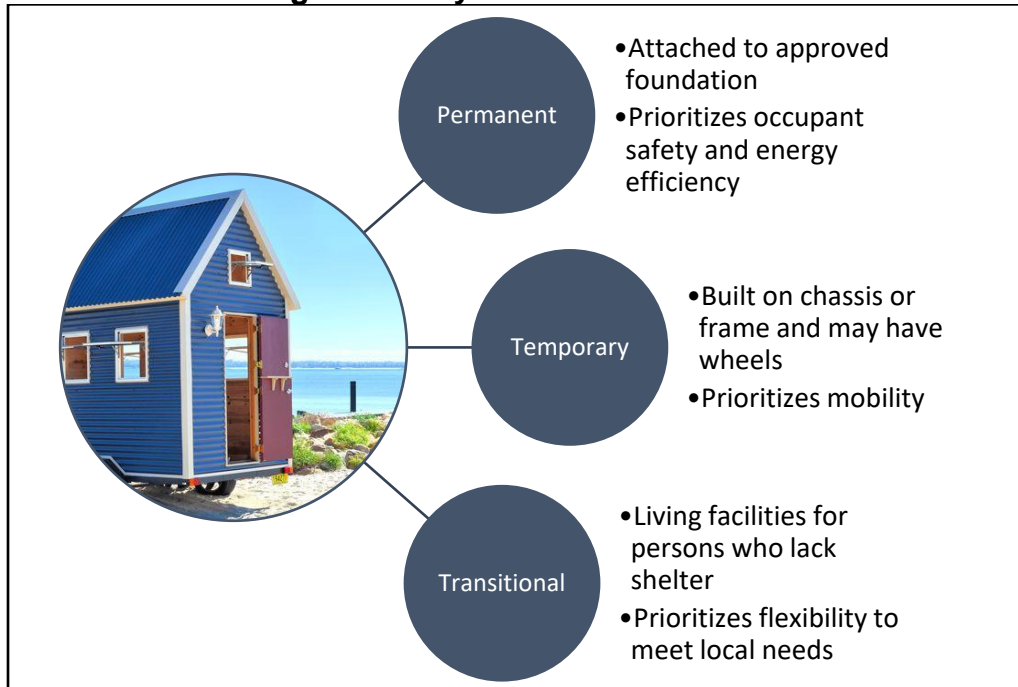 Permanent
•Attached to approved
foundation
•Prioritizes occupant
safety and energy
efficiency
Temporary
•Built on chassis or
frame and may have
wheels
•Prioritizes mobility
Transitional
•Living facilities for
persons who lack
shelter
•Prioritizes flexibility to
meet local needs